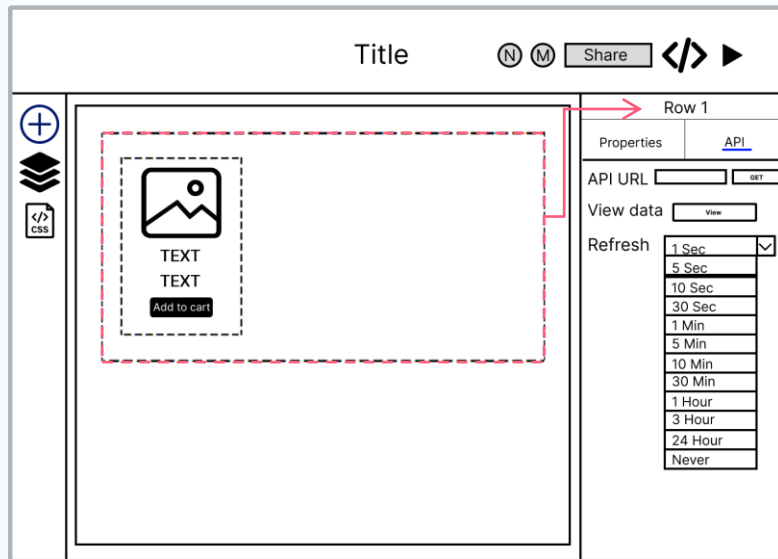 Title
N M Share
Row 1
Properties API
API URL GET
View data View
Refresh 1 Sec
5 Sec
10 Sec
30 Sec
1 Min
5 Min
10 Min
30 Min
1 Hour
3 Hour
24 Hour
Never
</>
CSS
TEXT
TEXT
Add to cart